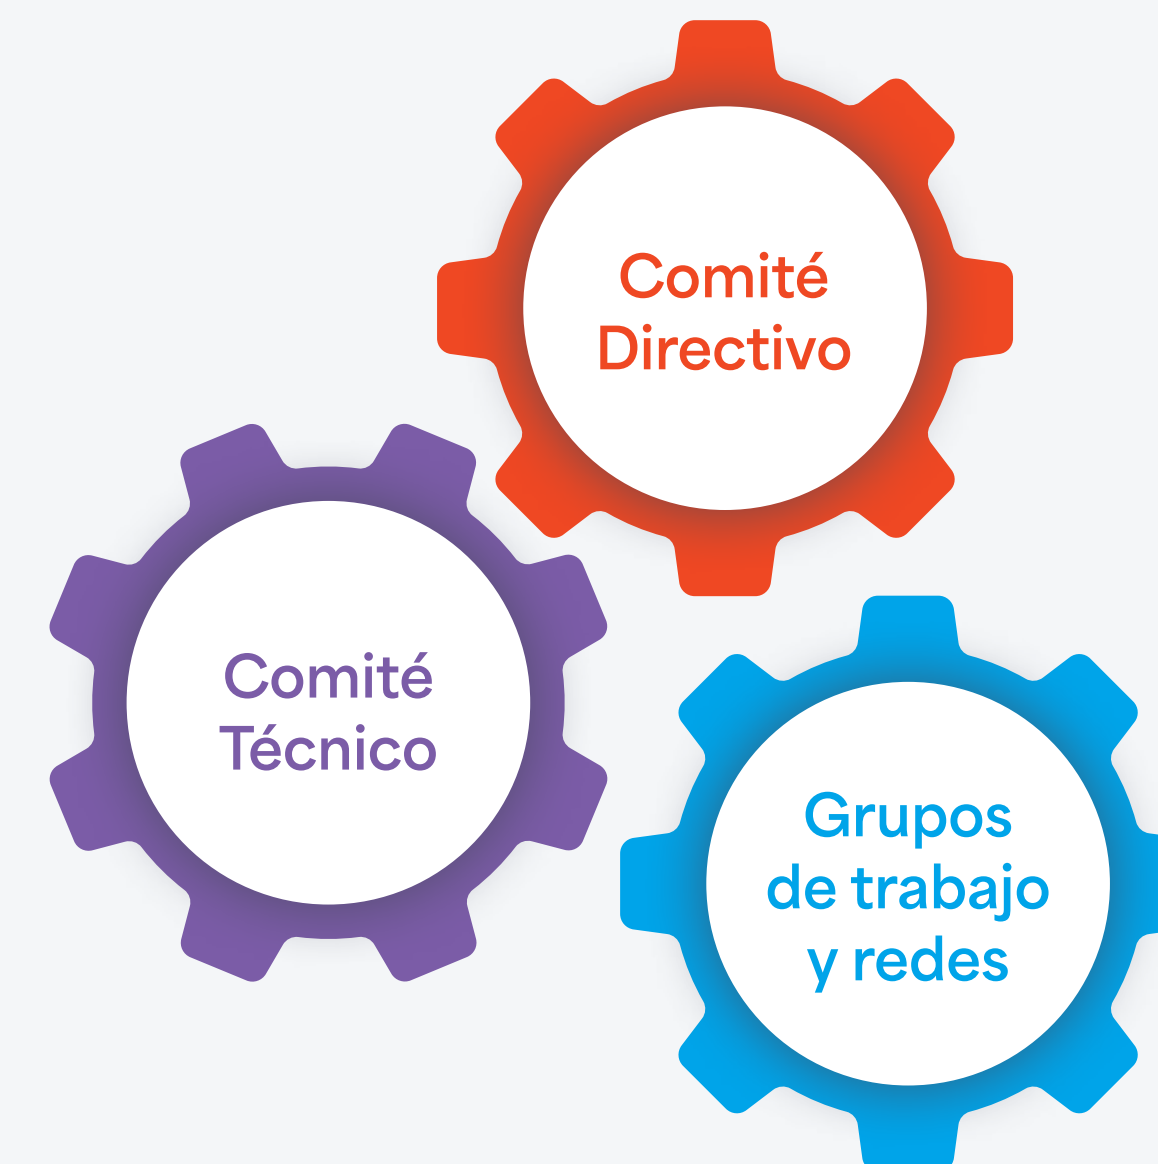 Comité
Directivo
Comité
Técnico
Grupos
de trabajo
y redes